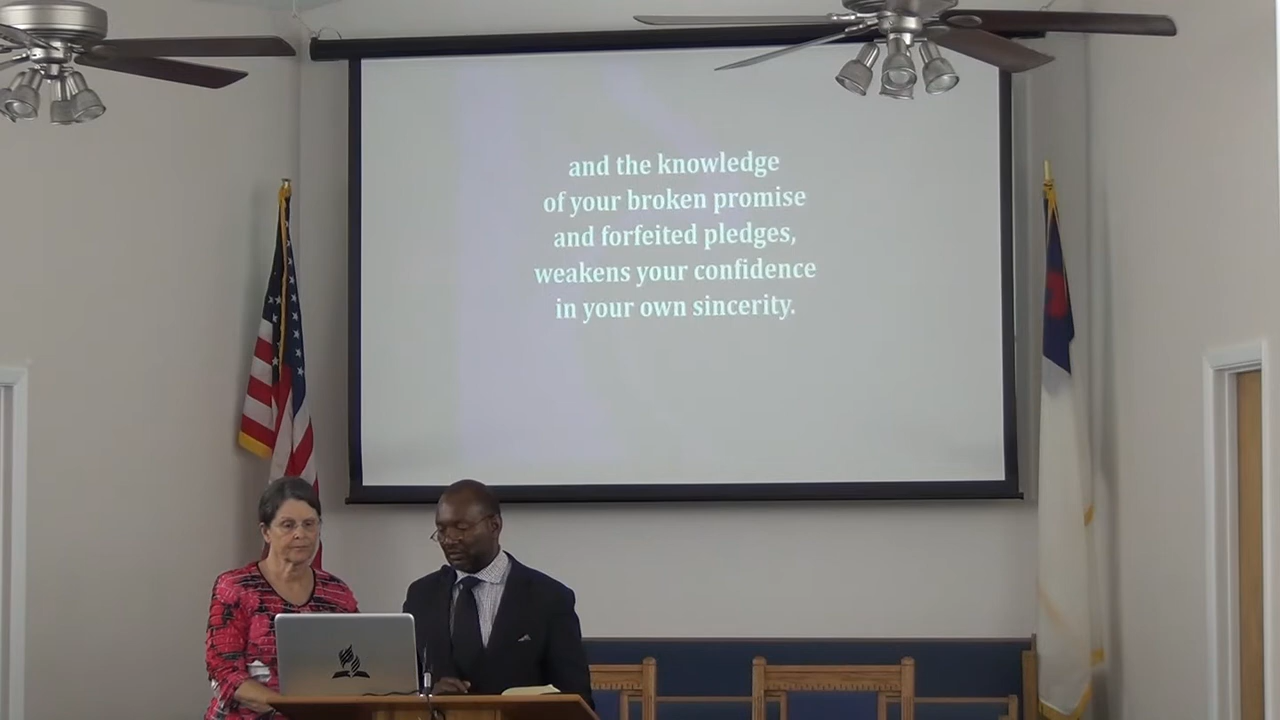 and the knowledge
of your broken promise
and forfeited pledges,
weakens your confidence
in your own sincerity.